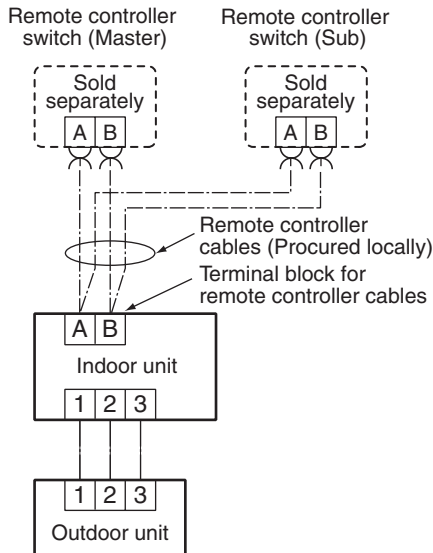 Remote controller
switch (Master)
Remote controller
switch (Sub)
Sold
separately
A B
Sold
separately
A B
Remote controller
cables (Procured locally)
Terminal block for
remote controller cables
A B
Indoor unit
1 2 3
1 2 3
Outdoor unit